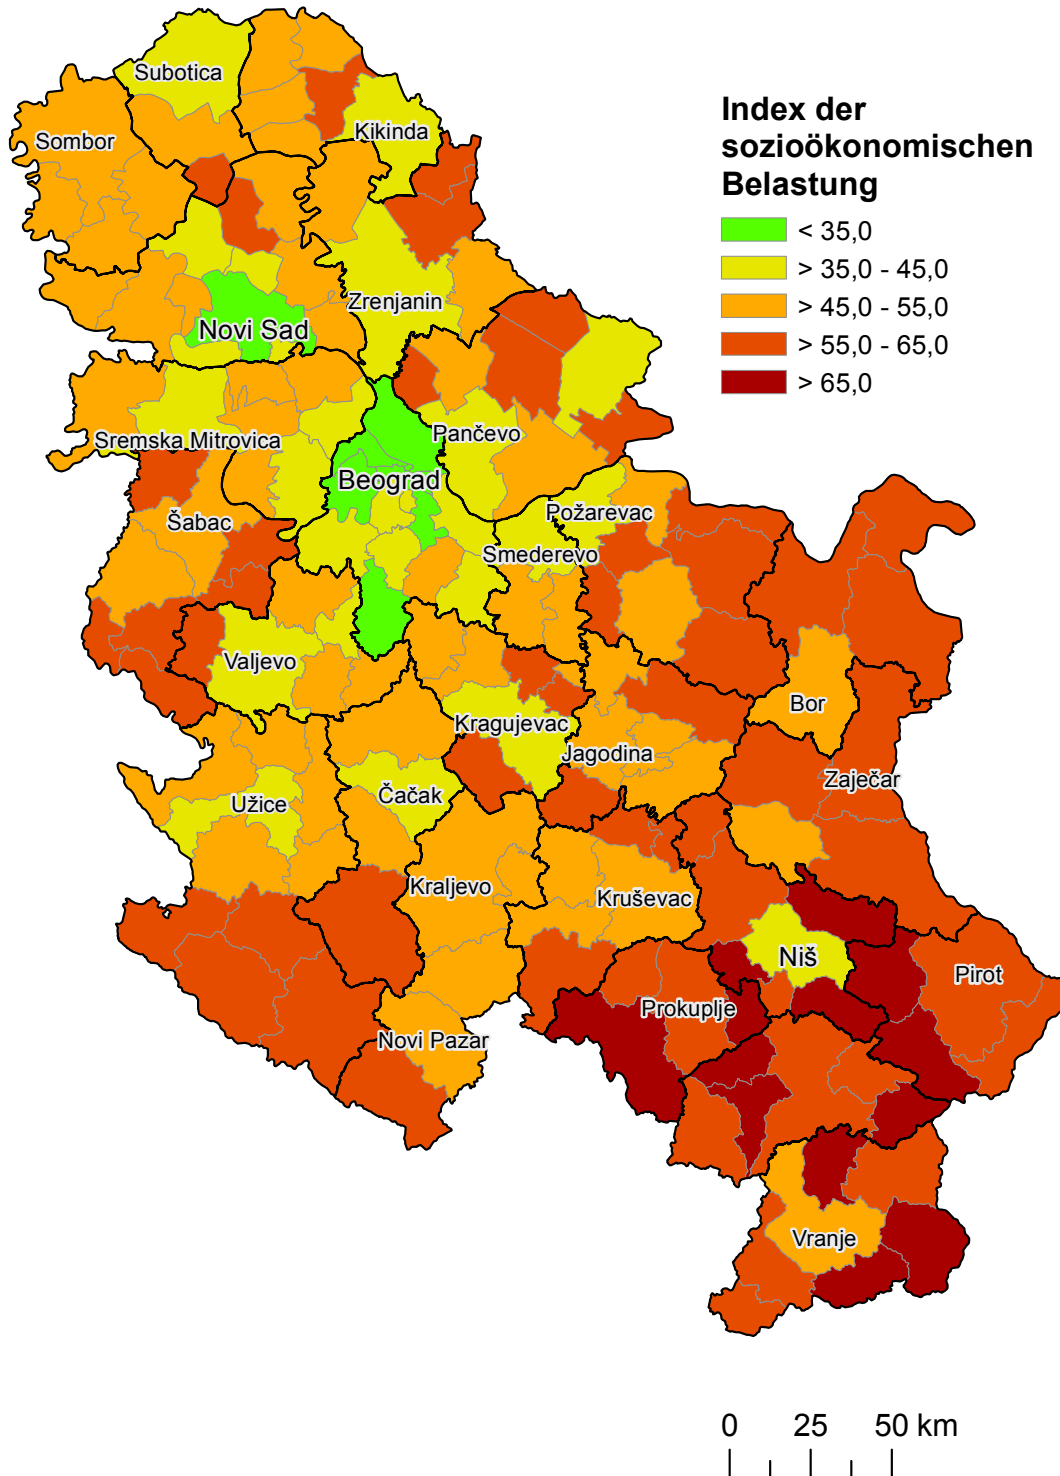 Subotica
Sombor
Kikinda
Index der
sozioökonomischen
Belastung
< 35,0
> 35,0 - 45,0
> 45,0 - 55,0
> 55,0 - 65,0
> 65,0
Zrenjanin
Novi Sad
Sremska Mitrovica
Pančevo
Beograd
Šabac
Požarevac
Smederevo
Valjevo
Bor
Kragujevac
Jagodina
Zaječar
Čačak
Užice
Kraljevo
Kruševac
Niš
Pirot
Prokuplje
Novi Pazar
Vranje
0 25 50 km